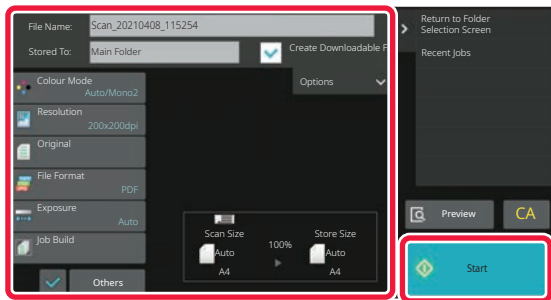 File Name:
Scan_20210408_115254
Stored To:
Main Folder
Create Downloadable F
Options
Colour Mode
Auto/Mono2
Resolution
200x200dpi
Original
File Format
PDF
Exposure
Auto
Job Build
Others
Scan Size
Auto
A4
100%
Store Size
Auto
A4
Return to Folder
Selection Screen
Recent Jobs
Preview
CA
Start